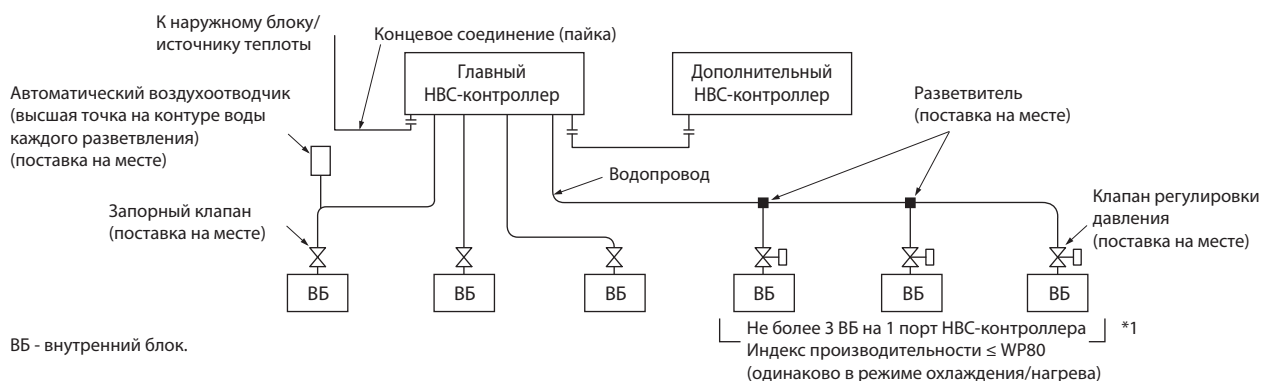 К наружному блоку/
источнику теплоты
Концевое соединение (пайка)
Главный
НВС-контроллер
Дополнительный
НВС-контроллер
Автоматический воздухоотводчик
(высшая точка на контуре воды
каждого разветвления)
(поставка на месте)
Разветвитель
(поставка на месте)
Водопровод
Запорный клапан
(поставка на месте)
Клапан регулировки
давления
(поставка на месте)
ВБ
ВБ
ВБ
ВБ
ВБ
ВБ
Не более 3 ВБ на 1 порт НВС-контроллера *1
Индекс производительности ≤ WP80
(одинаково в режиме охлаждения/нагрева)
ВБ - внутренний блок.